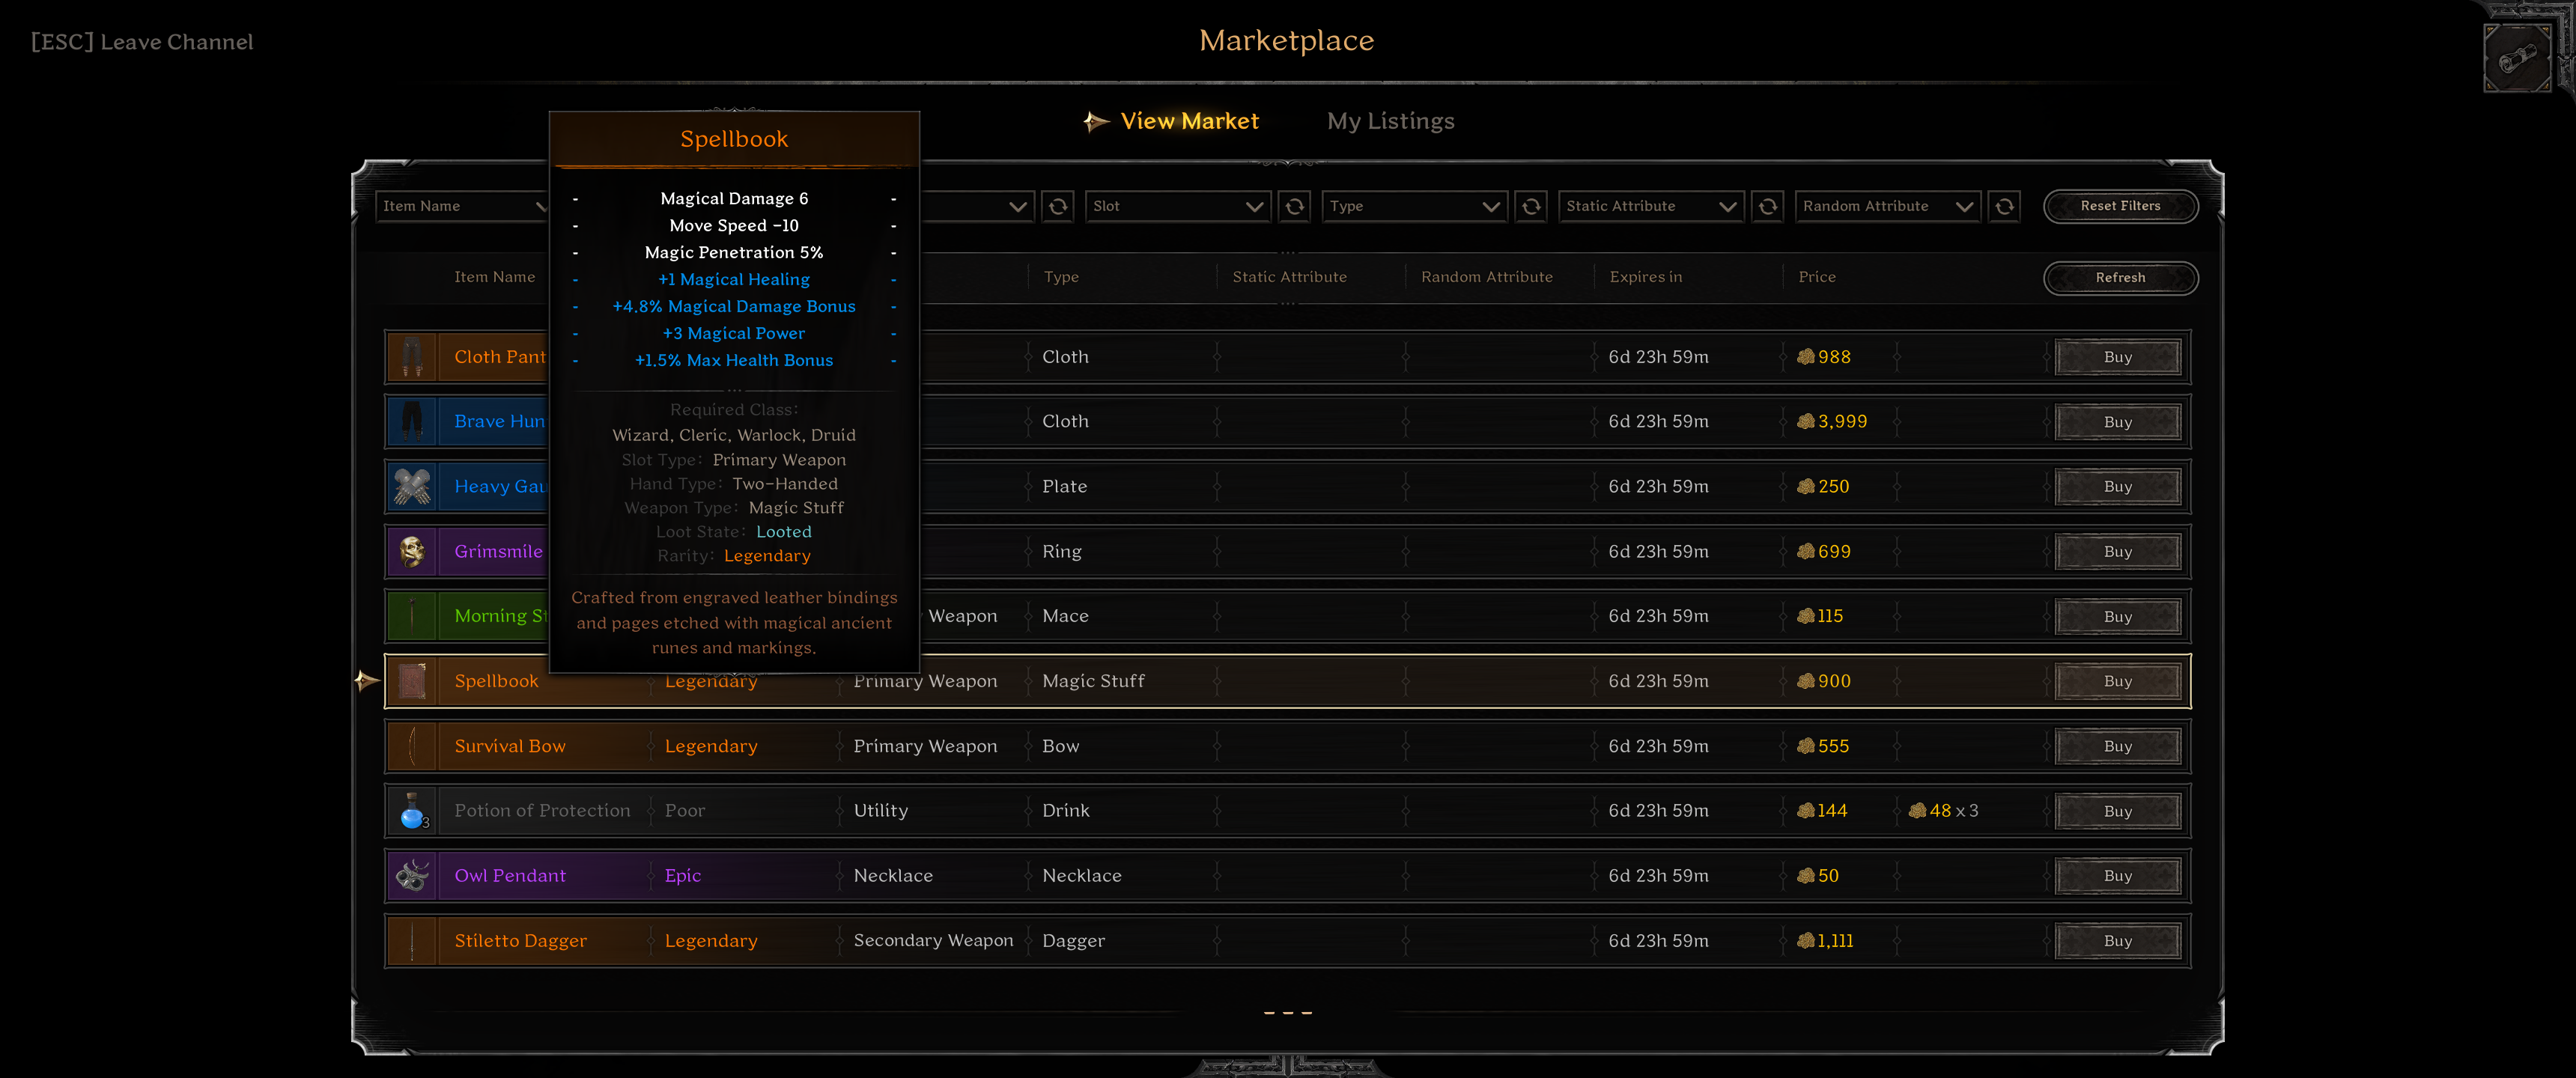 [ESC] Leave Channel
Marketplace
View Market
My Listings
Item Name
Slot
Type
Static Attribute
Random Attribute
Reset Filters
Item Name
Type
Static Attribute
Random Attribute
Expires in
Price
Refresh
Spellbook
- Magical Damage 6 -
- Move Speed -10 -
- Magic Penetration 5% -
- +1 Magical Healing -
- +4.8% Magical Damage Bonus -
- +3 Magical Power -
- +1.5% Max Health Bonus -
Required Class:
Wizard, Cleric, Warlock, Druid
Slot Type: Primary Weapon
Hand Type: Two-Handed
Weapon Type: Magic Stuff
Loot State: Looted
Rarity: Legendary
Crafted from engraved leather bindings
and pages etched with magical ancient
runes and markings.
Cloth Pant Cloth 6d 23h 59m 988 Buy
Brave Hun Cloth 6d 23h 59m 3,999 Buy
Heavy Gau Plate 6d 23h 59m 250 Buy
Grimsmile Ring 6d 23h 59m 699 Buy
Morning St Weapon Mace 6d 23h 59m 115 Buy
Spellbook Legendary Primary Weapon Magic Stuff 6d 23h 59m 900 Buy
Survival Bow Legendary Primary Weapon Bow 6d 23h 59m 555 Buy
3 Potion of Protection Poor Utility Drink 6d 23h 59m 144 48 x 3 Buy
Owl Pendant Epic Necklace Necklace 6d 23h 59m 50 Buy
Stiletto Dagger Legendary Secondary Weapon Dagger 6d 23h 59m 1,111 Buy